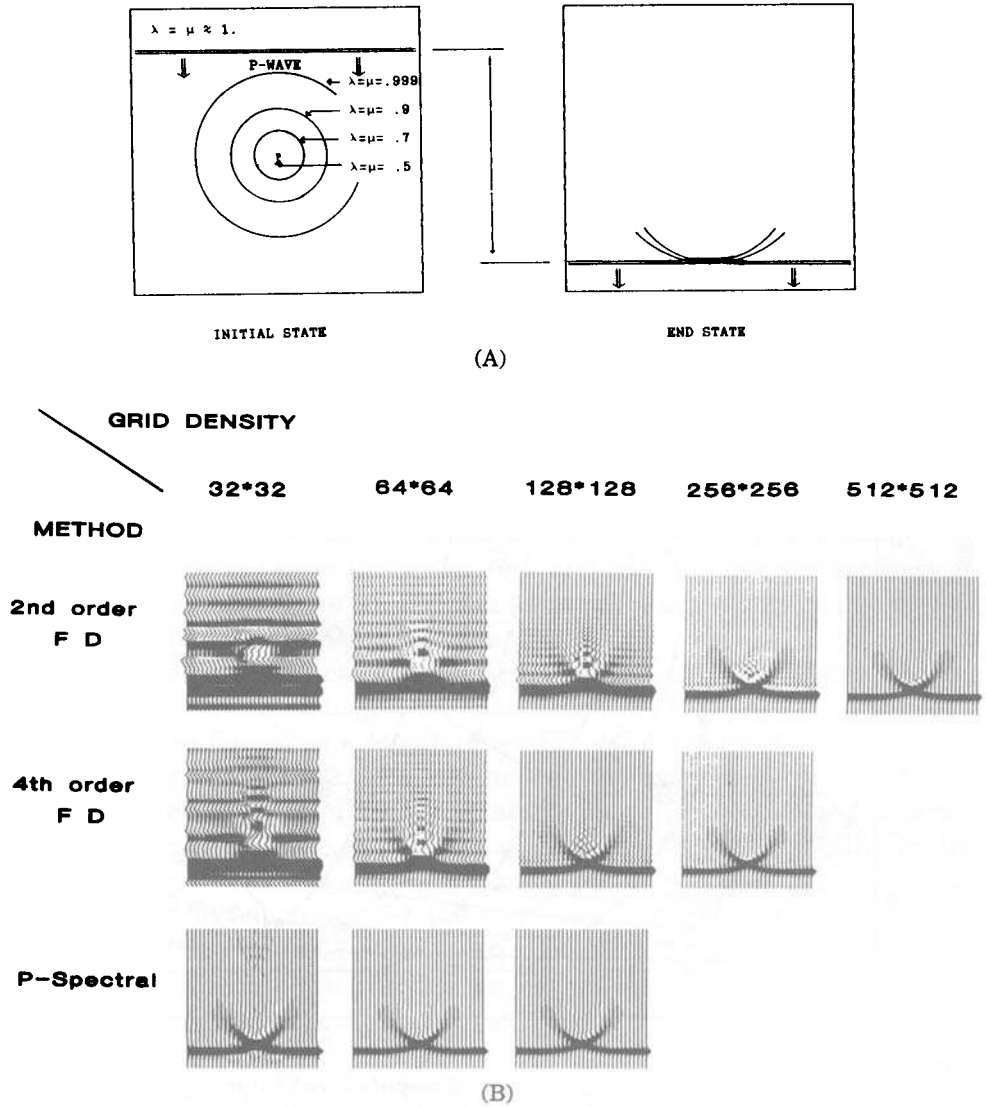 λ = μ ≈ 1.
P-WAVE
λ=μ=.999
λ=μ= .9
λ=μ= .7
λ=μ= .5
INITIAL STATE
END STATE
(A)
GRID DENSITY
32*32 64*64 128*128 256*256 512*512
METHOD
2nd order
F D
4th order
F D
P-Spectral
(B)